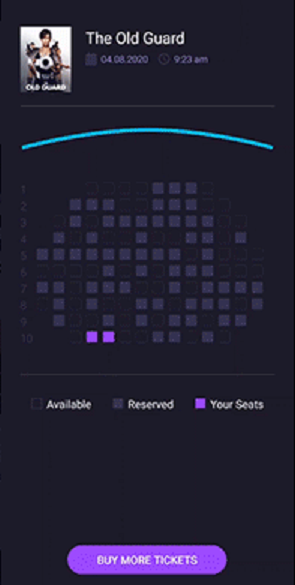 The Old Guard
04.08.2020 9:23 am
OLD GUARD
1
2
3
4
5
6
7
8
9
10
Available Reserved Your Seats
BUY MORE TICKETS